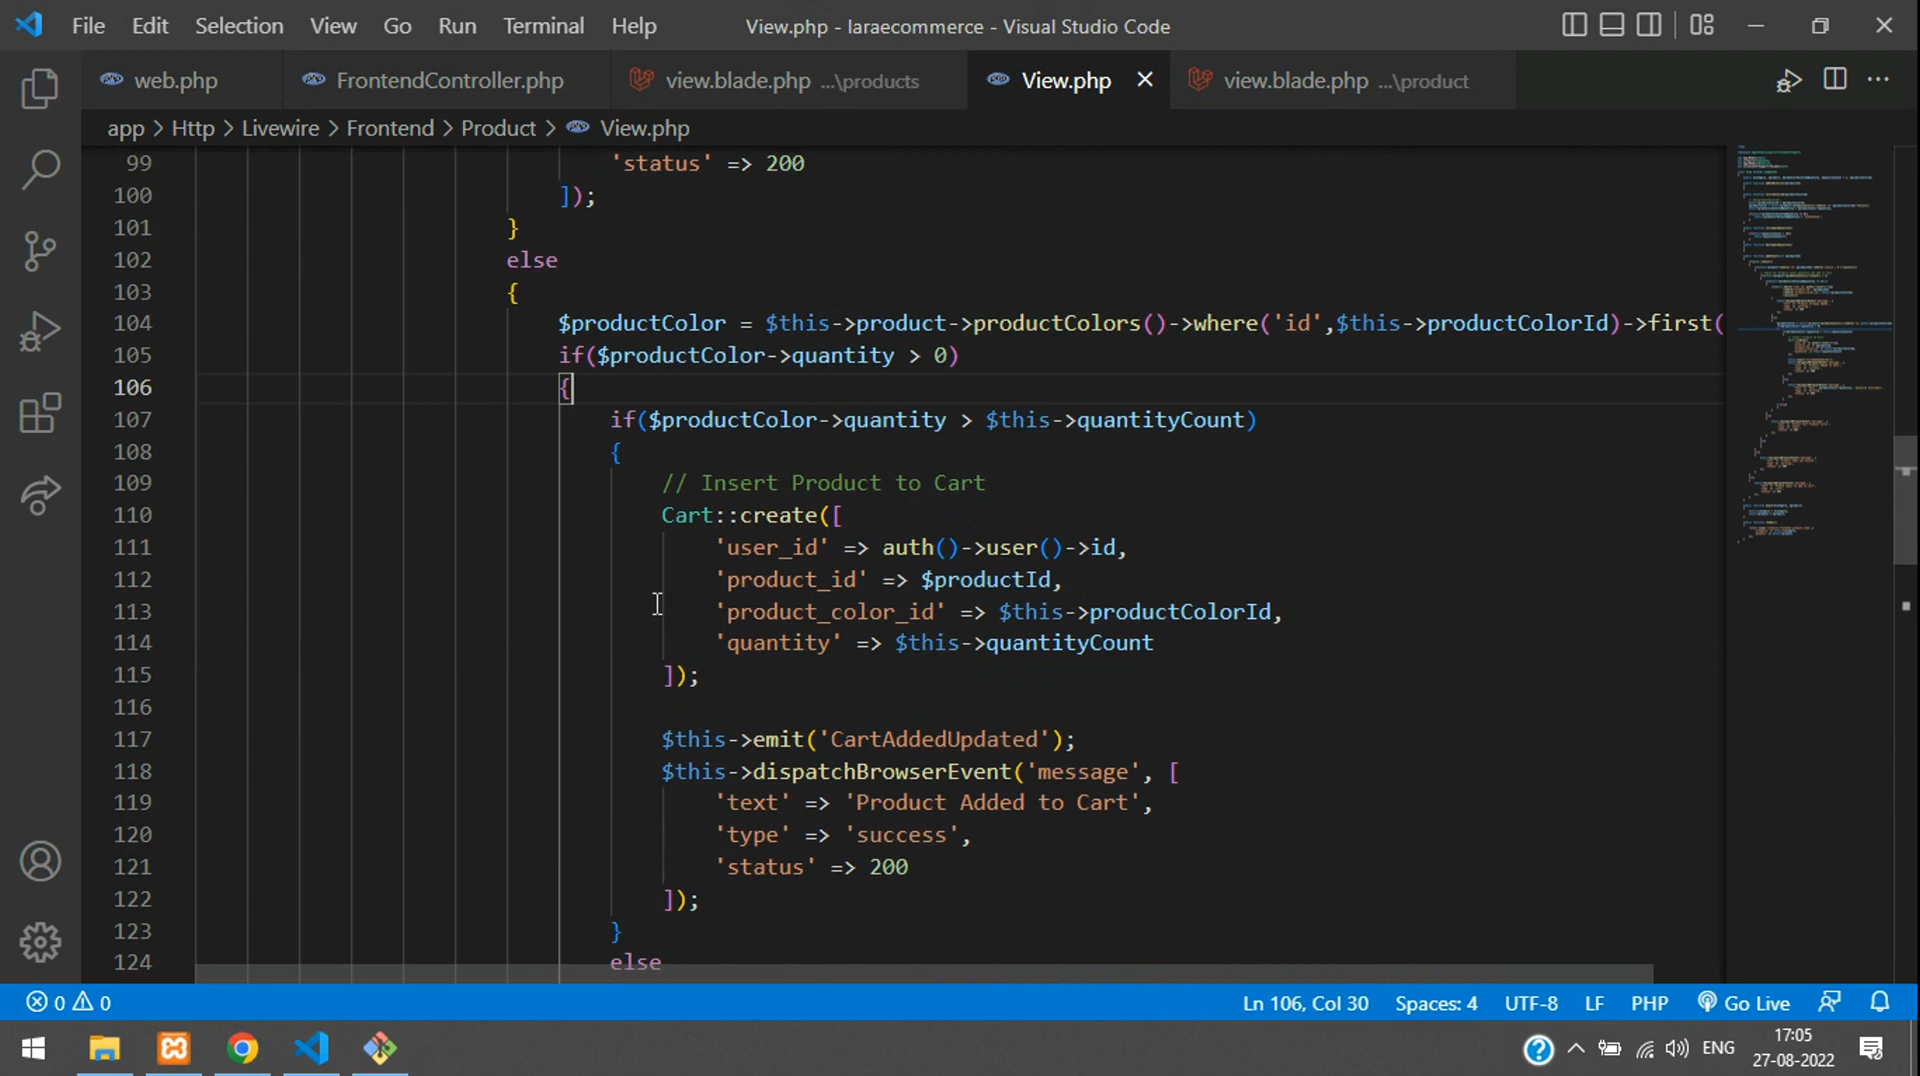 File Edit Selection View Go Run Terminal Help View.php - laraecommerce - Visual Studio Code
web.php FrontendController.php view.blade.php ...\products View.php view.blade.php ...\product
app > Http > Livewire > Frontend > Product > View.php
99 'status' => 200
100 ]);
101 }
102 else
103 {
104 $productColor = $this->product->productColors()->where('id',$this->productColorId)->first(
105 if($productColor->quantity > 0)
106 {
107 if($productColor->quantity > $this->quantityCount)
108 {
109 // Insert Product to Cart
110 Cart::create([
111 'user_id' => auth()->user()->id,
112 'product_id' => $productId,
113 'product_color_id' => $this->productColorId,
114 'quantity' => $this->quantityCount
115 ]);
116
117 $this->emit('CartAddedUpdated');
118 $this->dispatchBrowserEvent('message', [
119 'text' => 'Product Added to Cart',
120 'type' => 'success',
121 'status' => 200
122 ]);
123 }
124 else
0 0 Ln 106, Col 30 Spaces: 4 UTF-8 LF PHP Go Live
ENG 17:05
27-08-2022